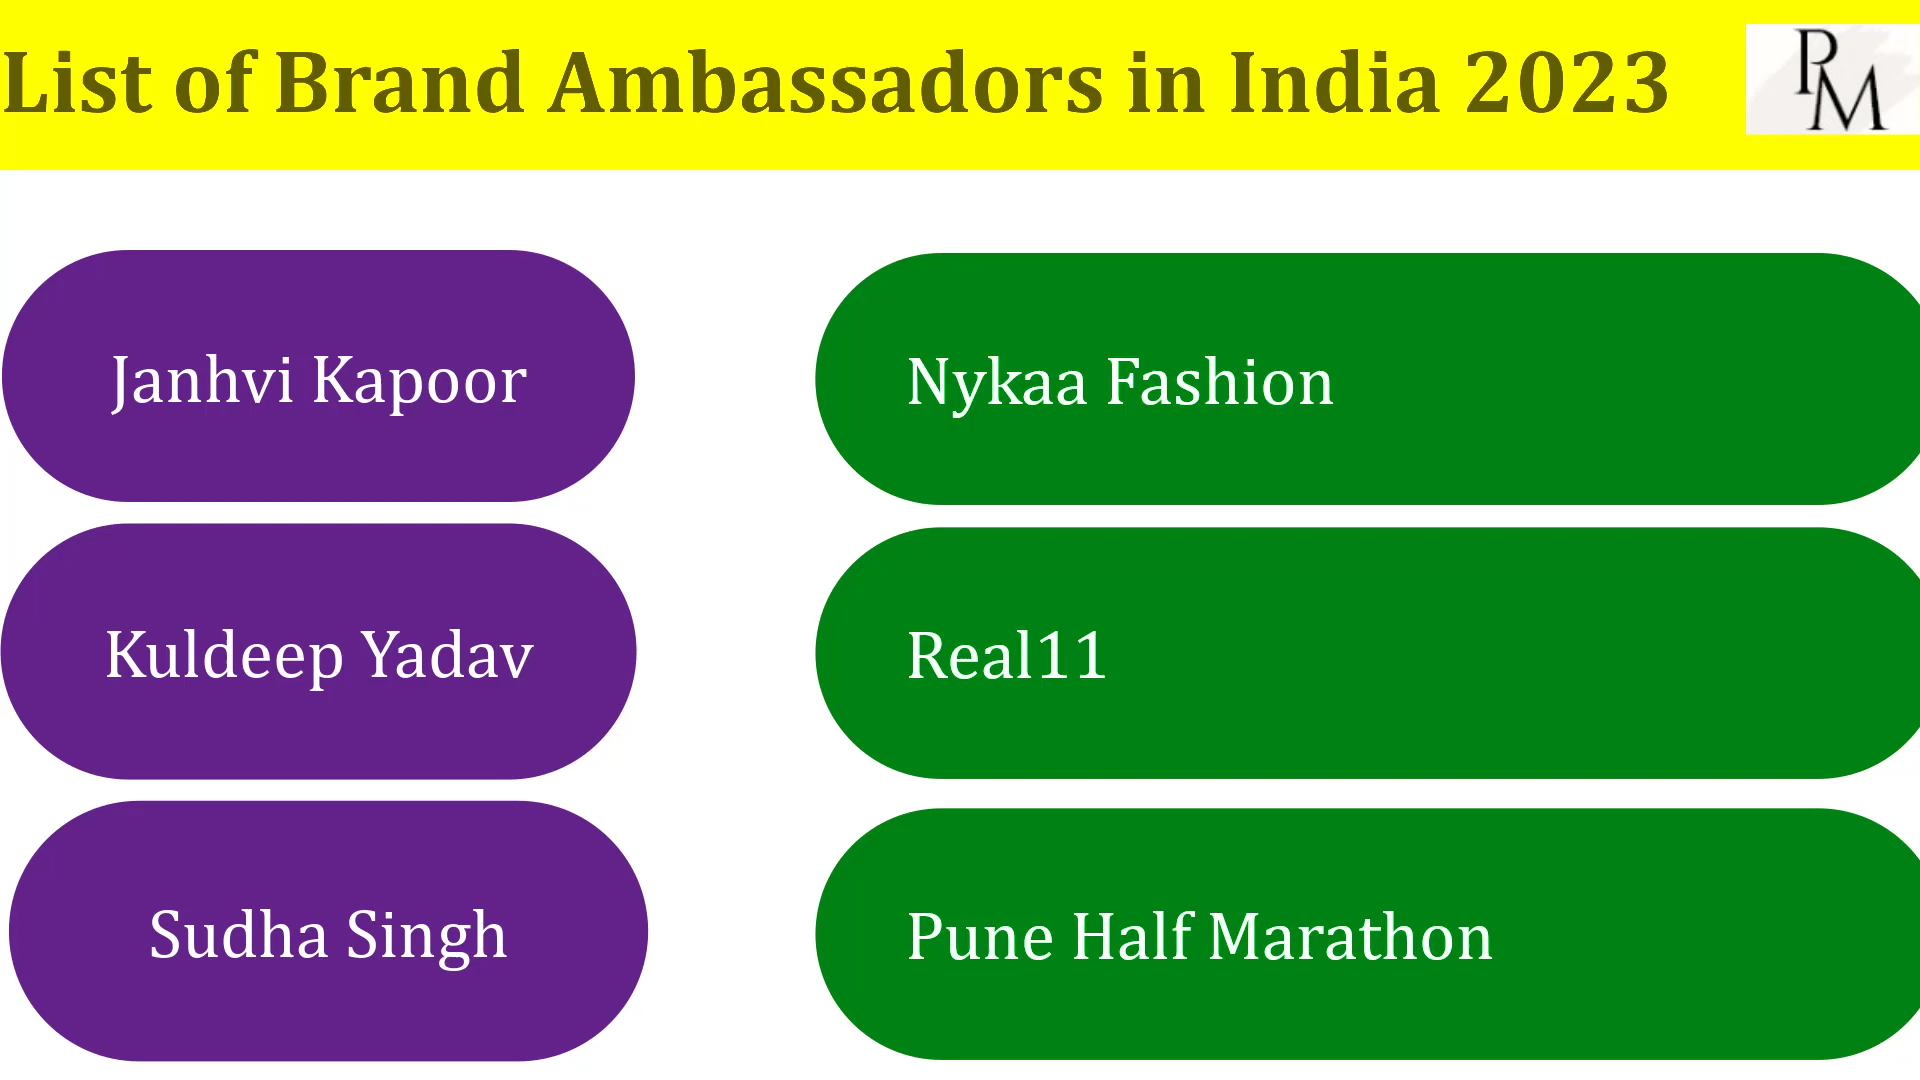 List of Brand Ambassadors in India 2023
PM
Janhvi Kapoor
Nykaa Fashion
Kuldeep Yadav
Real11
Sudha Singh
Pune Half Marathon